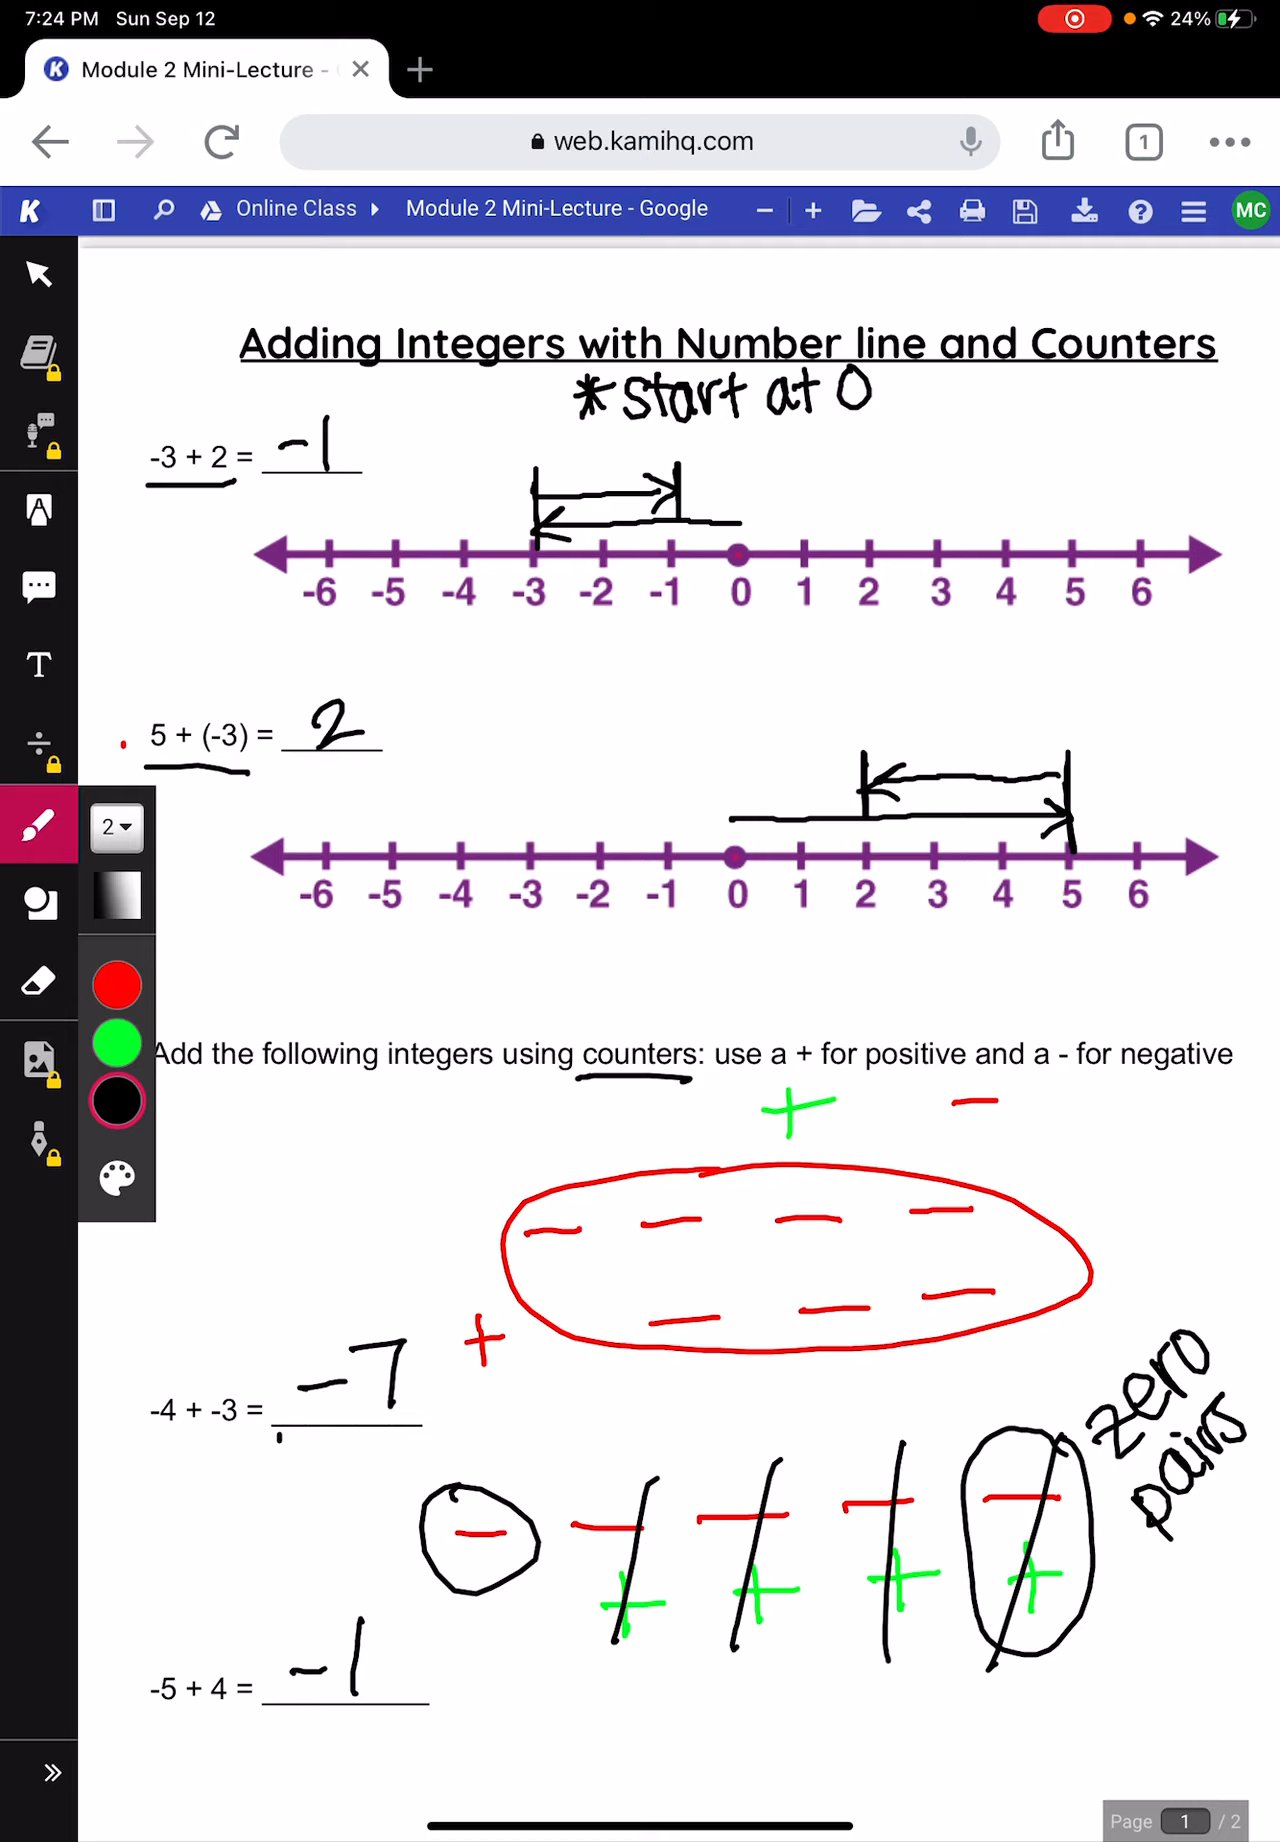 7:24 PM Sun Sep 12
24%
Module 2 Mini-Lecture -
web.kamihq.com
1
Online Class
Module 2 Mini-Lecture - Google
MC
Adding Integers with Number line and Counters
*start at 0
-3 + 2 = -1
-6 -5 -4 -3 -2 -1 0 1 2 3 4 5 6
5 + (-3) = 2
2
-6 -5 -4 -3 -2 -1 0 1 2 3 4 5 6
Add the following integers using counters: use a + for positive and a - for negative
+ -
- - - -
+ - - -
-4 + -3 = -7
zero
pairs
- - - - -
+ + + +
-5 + 4 = -1
Page 1 / 2